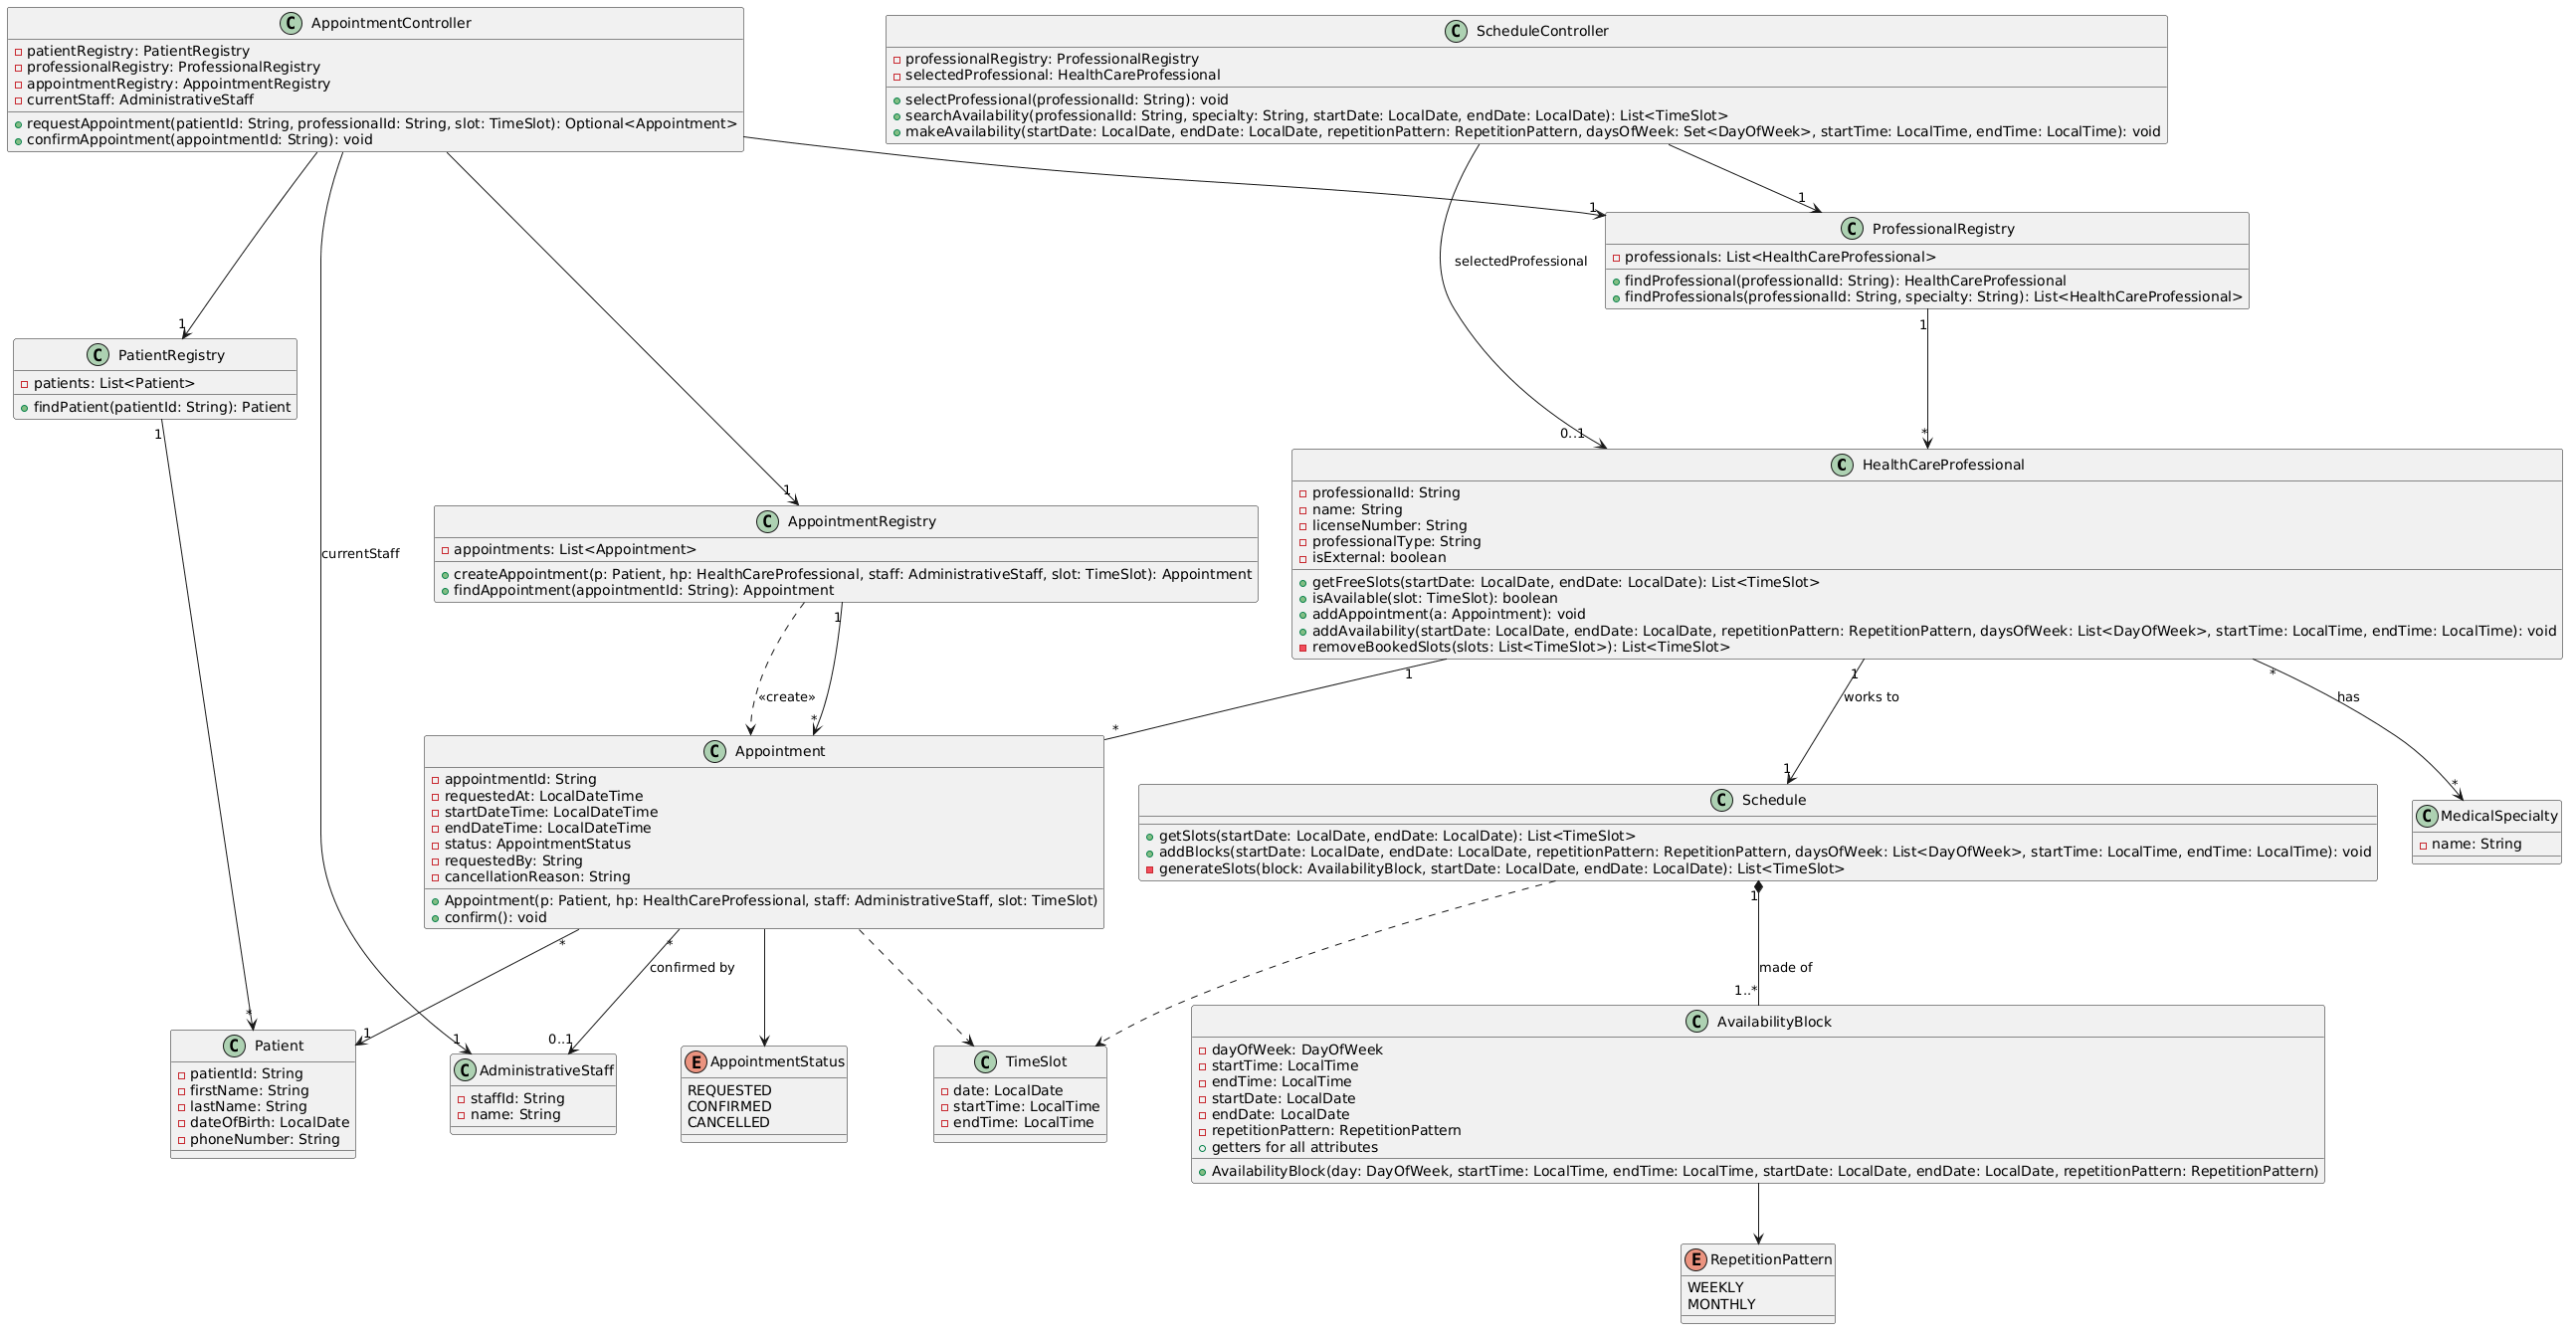 AppointmentController
patientRegistry: PatientRegistry
professionalRegistry: ProfessionalRegistry
appointmentRegistry: AppointmentRegistry
currentStaff: AdministrativeStaff
requestAppointment(patientId: String, professionalId: String, slot: TimeSlot): Optional<Appointment>
confirmAppointment(appointmentId: String): void
ScheduleController
professionalRegistry: ProfessionalRegistry
selectedProfessional: HealthCareProfessional
selectProfessional(professionalId: String): void
searchAvailability(professionalId: String, specialty: String, startDate: LocalDate, endDate: LocalDate): List<TimeSlot>
makeAvailability(startDate: LocalDate, endDate: LocalDate, repetitionPattern: RepetitionPattern, daysOfWeek: Set<DayOfWeek>, startTime: LocalTime, endTime: LocalTime): void
1
1
ProfessionalRegistry
professionals: List<HealthCareProfessional>
findProfessional(professionalId: String): HealthCareProfessional
findProfessionals(professionalId: String, specialty: String): List<HealthCareProfessional>
selectedProfessional
1
1
PatientRegistry
patients: List<Patient>
findPatient(patientId: String): Patient
1
0..1
*
HealthCareProfessional
professionalId: String
name: String
licenseNumber: String
professionalType: String
isExternal: boolean
getFreeSlots(startDate: LocalDate, endDate: LocalDate): List<TimeSlot>
isAvailable(slot: TimeSlot): boolean
addAppointment(a: Appointment): void
addAvailability(startDate: LocalDate, endDate: LocalDate, repetitionPattern: RepetitionPattern, daysOfWeek: List<DayOfWeek>, startTime: LocalTime, endTime: LocalTime): void
removeBookedSlots(slots: List<TimeSlot>): List<TimeSlot>
1
AppointmentRegistry
appointments: List<Appointment>
createAppointment(p: Patient, hp: HealthCareProfessional, staff: AdministrativeStaff, slot: TimeSlot): Appointment
findAppointment(appointmentId: String): Appointment
currentStaff
1
«create»
*
1
*
1
works to
1
*
has
*
Appointment
appointmentId: String
requestedAt: LocalDateTime
startDateTime: LocalDateTime
endDateTime: LocalDateTime
status: AppointmentStatus
requestedBy: String
cancellationReason: String
Appointment(p: Patient, hp: HealthCareProfessional, staff: AdministrativeStaff, slot: TimeSlot)
confirm(): void
Schedule
getSlots(startDate: LocalDate, endDate: LocalDate): List<TimeSlot>
addBlocks(startDate: LocalDate, endDate: LocalDate, repetitionPattern: RepetitionPattern, daysOfWeek: List<DayOfWeek>, startTime: LocalTime, endTime: LocalTime): void
generateSlots(block: AvailabilityBlock, startDate: LocalDate, endDate: LocalDate): List<TimeSlot>
MedicalSpecialty
name: String
*
*
confirmed by
1
made of
1..*
*
1
1
0..1
Patient
patientId: String
firstName: String
lastName: String
dateOfBirth: LocalDate
phoneNumber: String
AdministrativeStaff
staffId: String
name: String
AppointmentStatus
REQUESTED
CONFIRMED
CANCELLED
TimeSlot
date: LocalDate
startTime: LocalTime
endTime: LocalTime
AvailabilityBlock
dayOfWeek: DayOfWeek
startTime: LocalTime
endTime: LocalTime
startDate: LocalDate
endDate: LocalDate
repetitionPattern: RepetitionPattern
getters for all attributes
AvailabilityBlock(day: DayOfWeek, startTime: LocalTime, endTime: LocalTime, startDate: LocalDate, endDate: LocalDate, repetitionPattern: RepetitionPattern)
RepetitionPattern
WEEKLY
MONTHLY